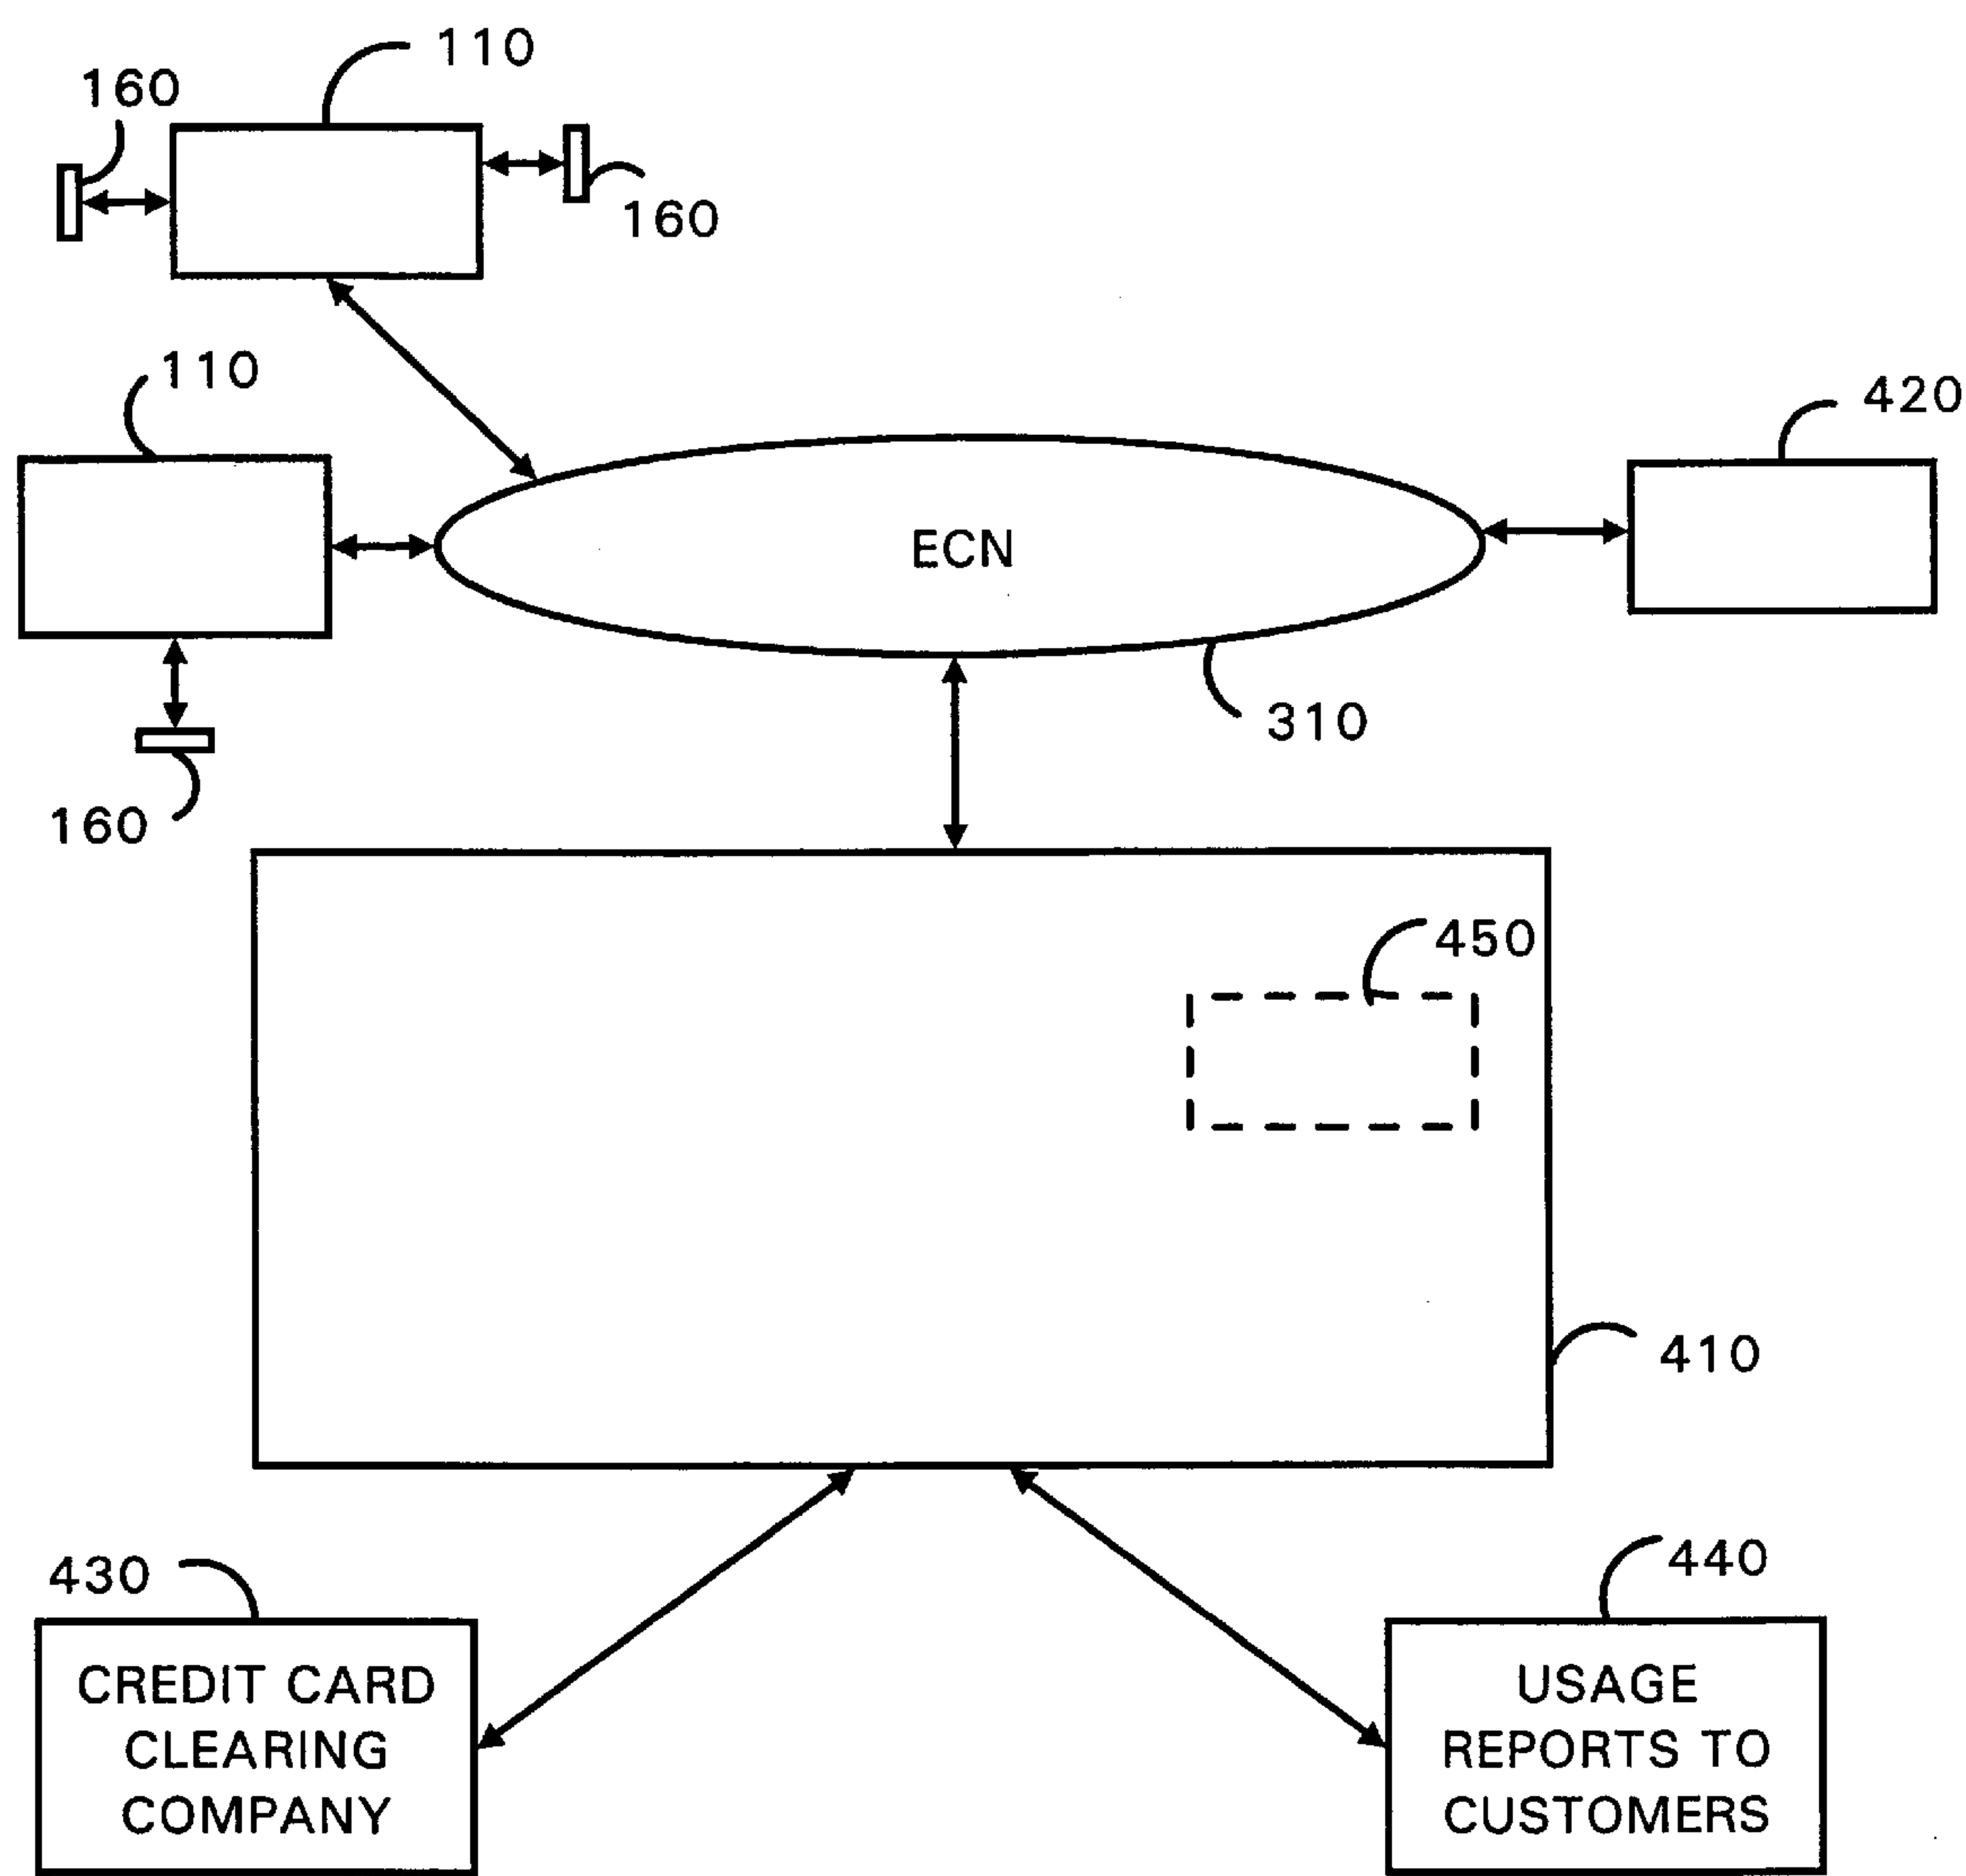 110
160
160
110
420
ECN
310
160
450
410
430
440
CREDIT CARD
CLEARING
COMPANY
USAGE
REPORTS TO
CUSTOMERS